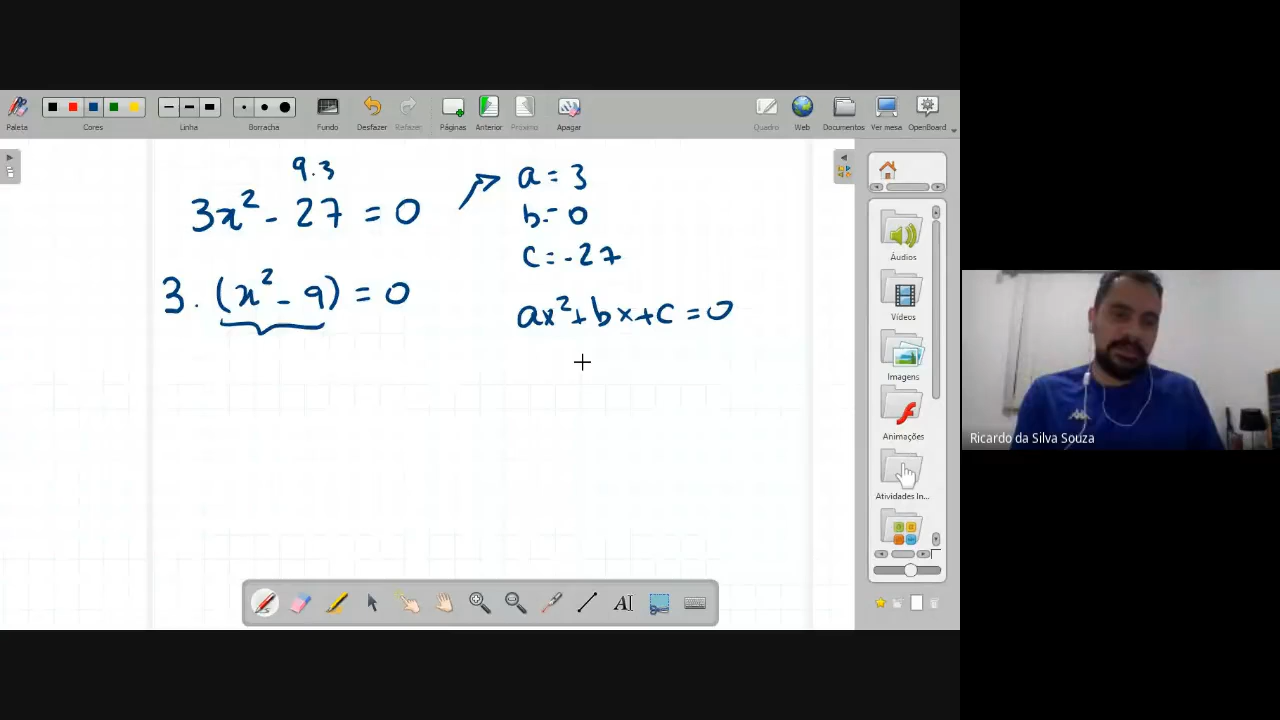 Paleta
Cores
Linha
Borracha
Fundo
Desfazer
Refazer
Páginas
Anterior
Próximo
Apagar
Quadro
Web
Documentos
Ver mesa
OpenBoard
9.3
3x² - 27 = 0
3. (x² - 9) = 0
a = 3
b = 0
c = -27
ax² + bx + c = 0
Áudios
Vídeos
Imagens
Animações
Atividades In...
AI
Ricardo da Silva Souza